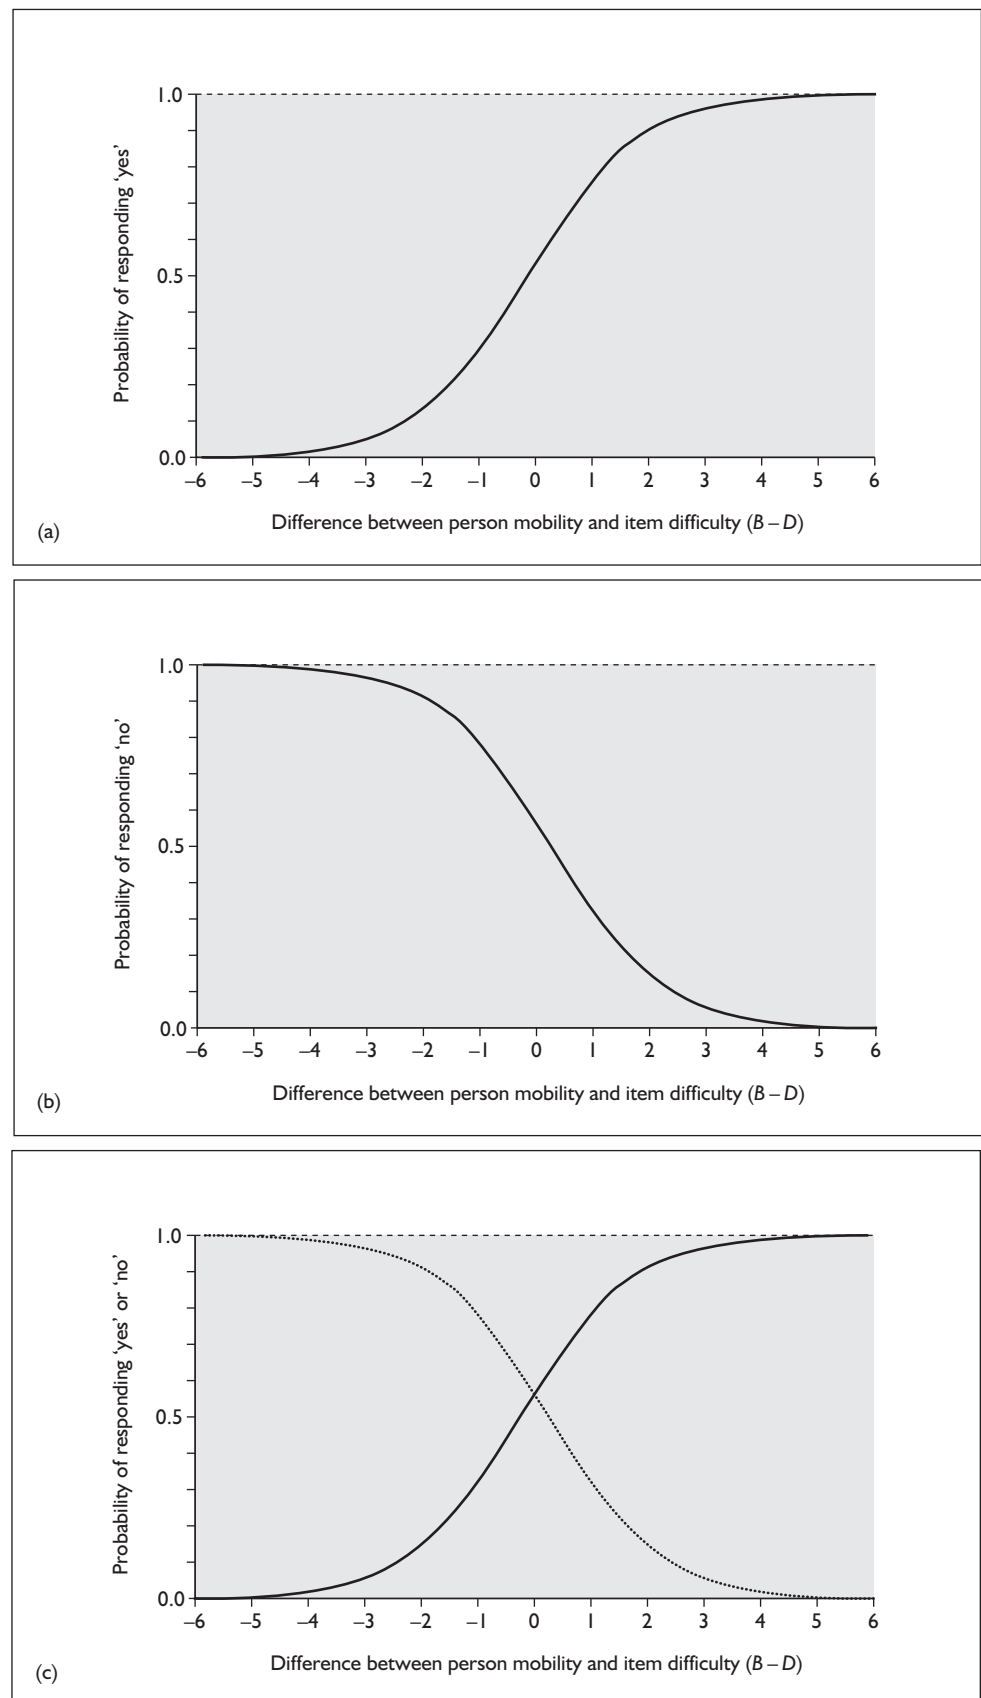 Probability of responding ‘yes’
1.0
0.5
0.0
–6 –5 –4 –3 –2 –1 0 1 2 3 4 5 6
Difference between person mobility and item difficulty (B – D)
(a)
Probability of responding ‘no’
1.0
0.5
0.0
–6 –5 –4 –3 –2 –1 0 1 2 3 4 5 6
Difference between person mobility and item difficulty (B – D)
(b)
Probability of responding ‘yes’ or ‘no’
1.0
0.5
0.0
–6 –5 –4 –3 –2 –1 0 1 2 3 4 5 6
Difference between person mobility and item difficulty (B – D)
(c)